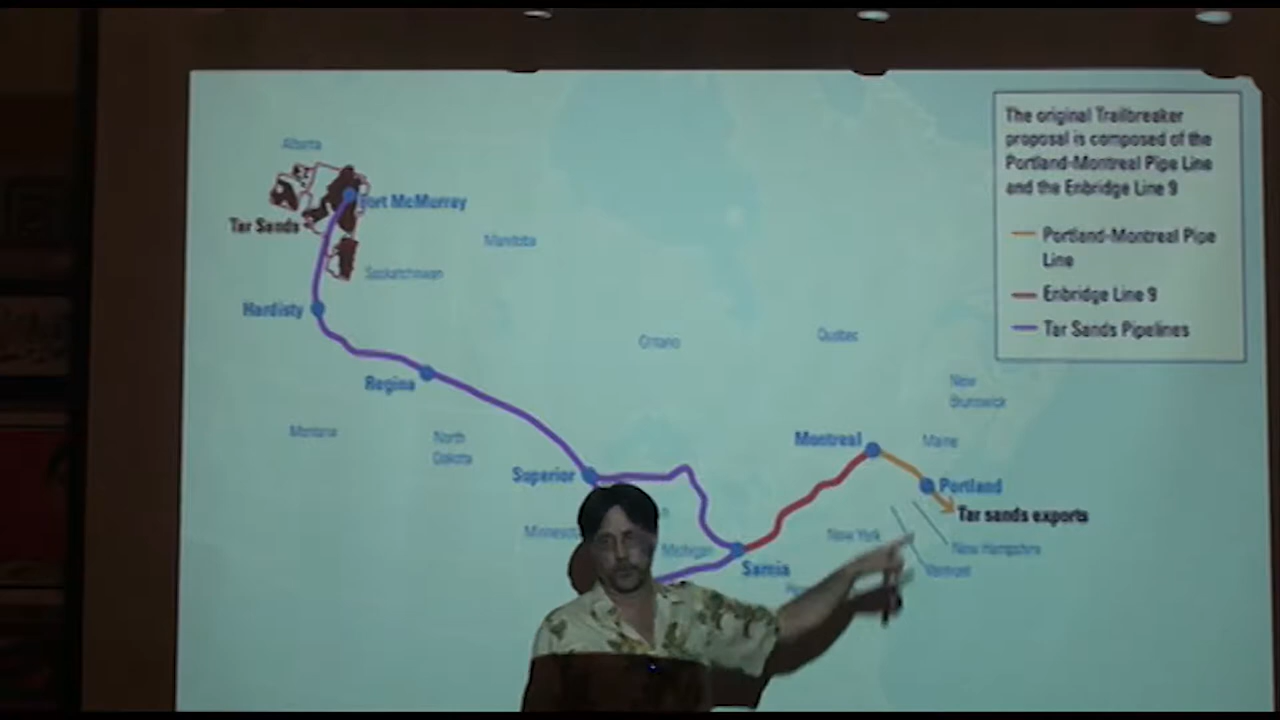 The original Trailbreaker
proposal is composed of the
Portland-Montreal Pipe Line
and the Enbridge Line 9
Portland-Montreal Pipe
Line
Enbridge Line 9
Tar Sands Pipelines
Alberta
Fort McMurray
Tar Sands
Manitoba
Saskatchewan
Hardisty
Ontario
Quebec
Regina
New
Brunswick
Montana
North
Dakota
Montreal
Maine
Superior
Portland
Tar sands exports
Minnesota
New York
Michigan
New Hampshire
Sarnia
Vermont